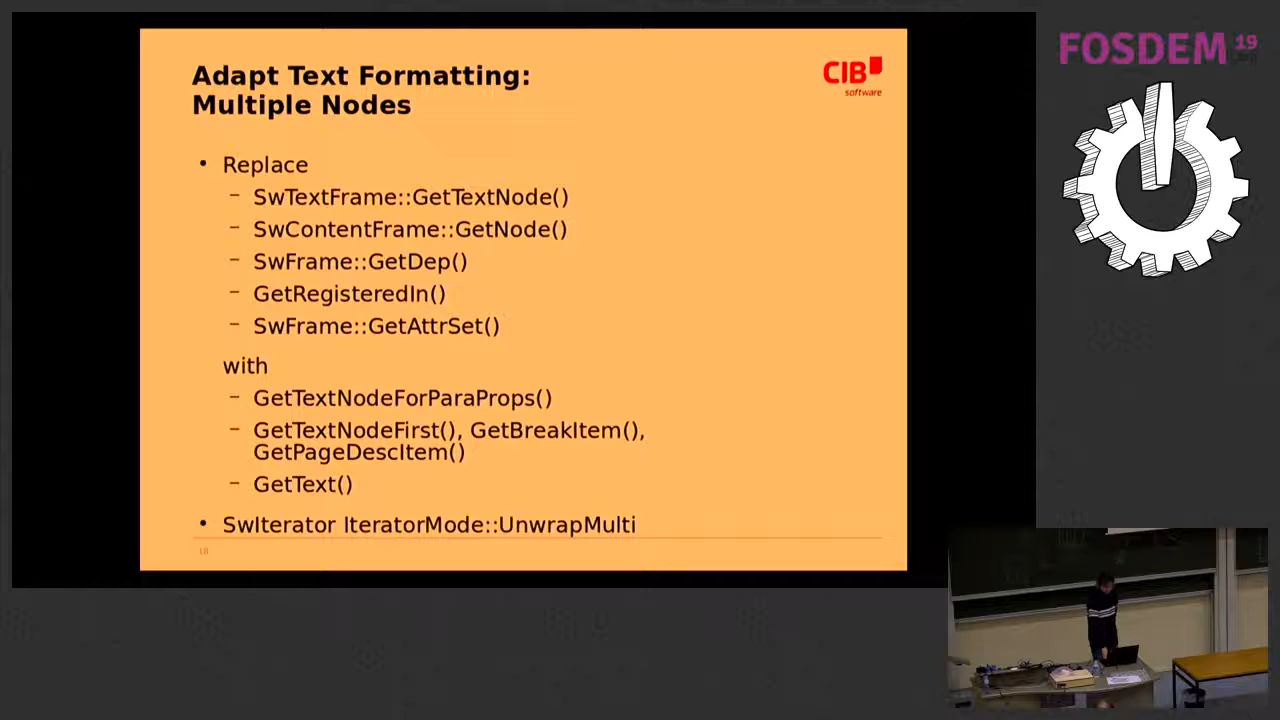 Adapt Text Formatting:
Multiple Nodes
CIB
software
• Replace
– SwTextFrame::GetTextNode()
– SwContentFrame::GetNode()
– SwFrame::GetDep()
– GetRegisteredIn()
– SwFrame::GetAttrSet()
with
– GetTextNodeForParaProps()
– GetTextNodeFirst(), GetBreakItem(),
GetPageDescItem()
– GetText()
• SwIterator IteratorMode::UnwrapMulti
18
FOSDEM 19